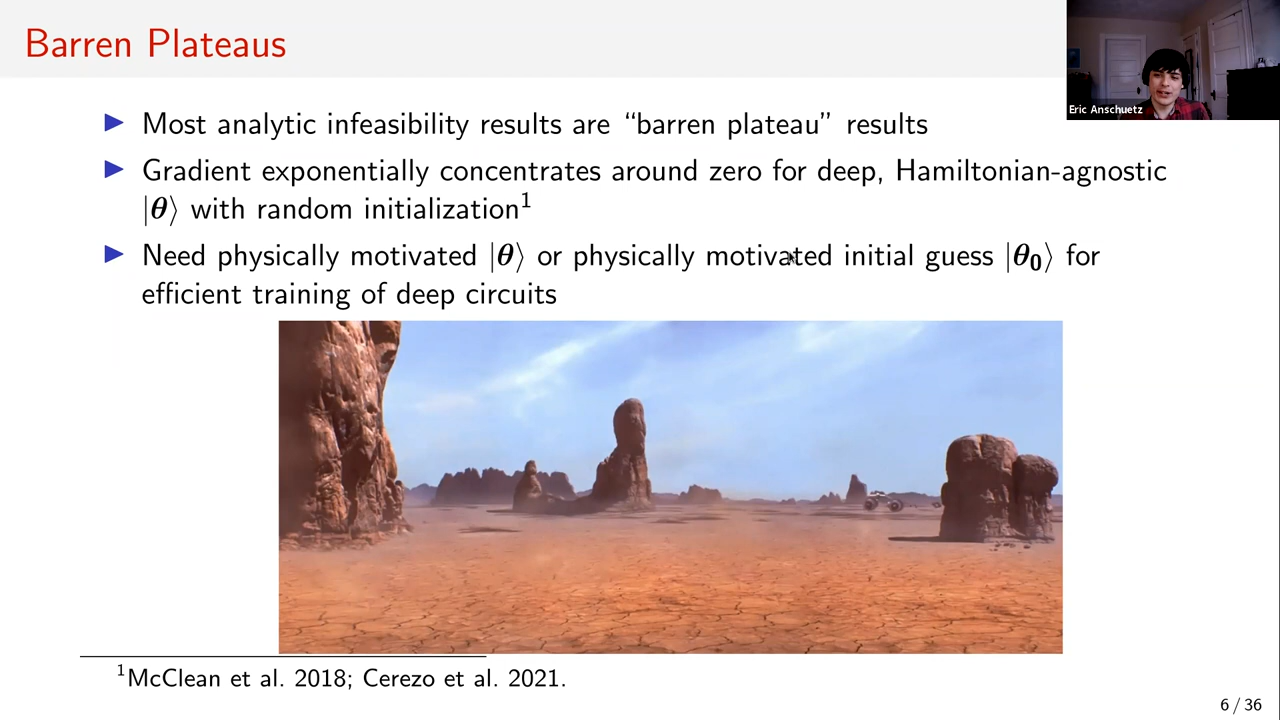 Barren Plateaus
Eric Anschuetz
▶ Most analytic infeasibility results are “barren plateau” results
▶ Gradient exponentially concentrates around zero for deep, Hamiltonian-agnostic
|θ⟩ with random initialization¹
▶ Need physically motivated |θ⟩ or physically motivated initial guess |θ₀⟩ for
efficient training of deep circuits
¹McClean et al. 2018; Cerezo et al. 2021.
6 / 36